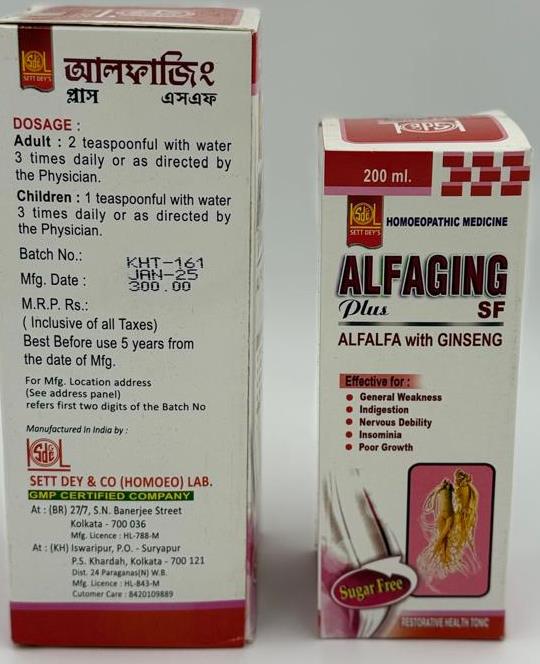 SETT DEY'S
আলফাজিং
প্লাস এসএফ
DOSAGE :
Adult : 2 teaspoonful with water
3 times daily or as directed by
the Physician.
Children : 1 teaspoonful with water
3 times daily or as directed by
the Physician.
Batch No.: KHT-161
Mfg. Date : JAN-25
M.R.P. Rs.: 300.00
( Inclusive of all Taxes)
Best Before use 5 years from
the date of Mfg.
For Mfg. Location address
(See address panel)
refers first two digits of the Batch No
Manufactured In India by :
SETT DEY & CO (HOMOEO) LAB.
GMP CERTIFIED COMPANY
At : (BR) 27/7, S.N. Banerjee Street
Kolkata - 700 036
Mfg. Licence : HL-788-M
At : (KH) Iswaripur, P.O. - Suryapur
P.S. Khardah, Kolkata - 700 121
Dist. 24 Paraganas(N) W.B.
Mfg. Licence : HL-843-M
Cutomer Care : 8420109889
200 ml.
SETT DEY'S
HOMOEOPATHIC MEDICINE
ALFAGING
Plus SF
ALFALFA with GINSENG
Effective for :
General Weakness
Indigestion
Nervous Debility
Insominia
Poor Growth
Sugar Free
RESTORATIVE HEALTH TONIC